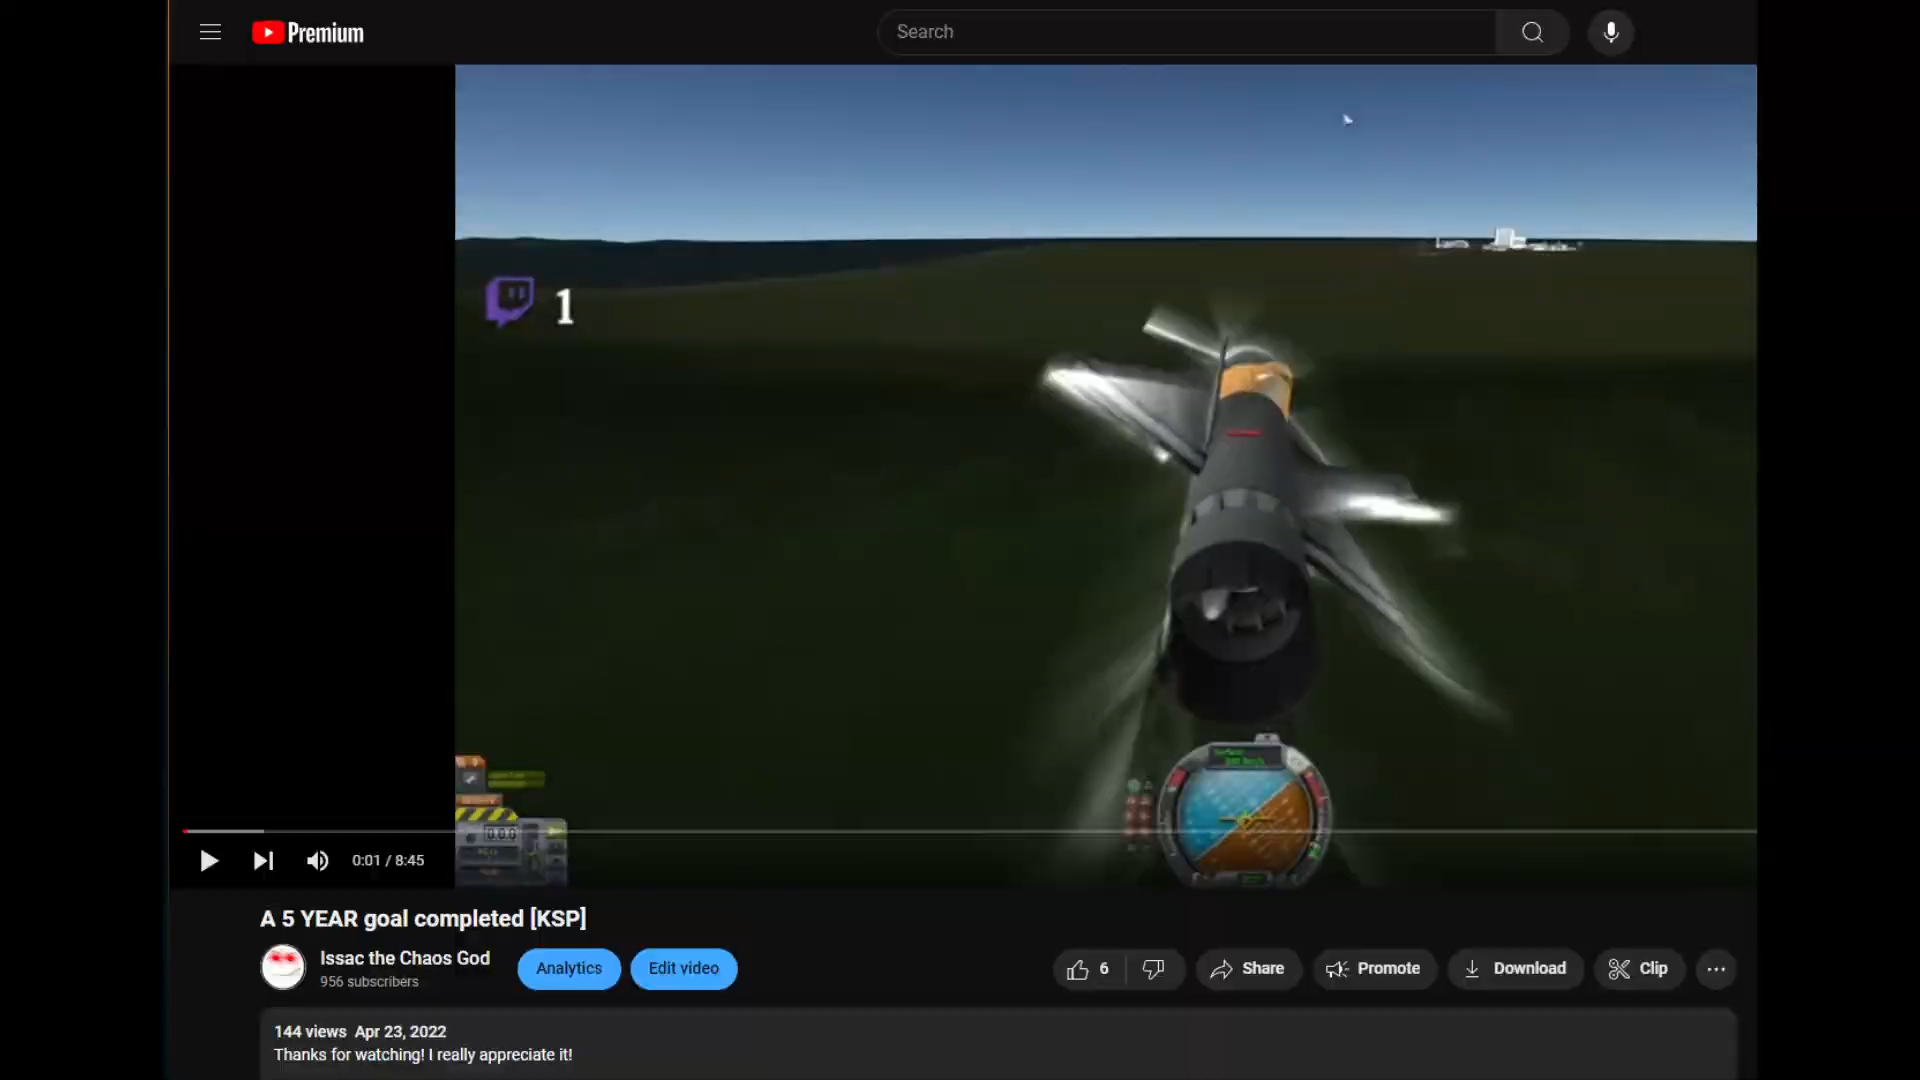 Premium
Search
1
0:01 / 8:45
A 5 YEAR goal completed [KSP]
Issac the Chaos God
956 subscribers
Analytics
Edit video
6
Share
Promote
Download
Clip
144 views Apr 23, 2022
Thanks for watching! I really appreciate it!